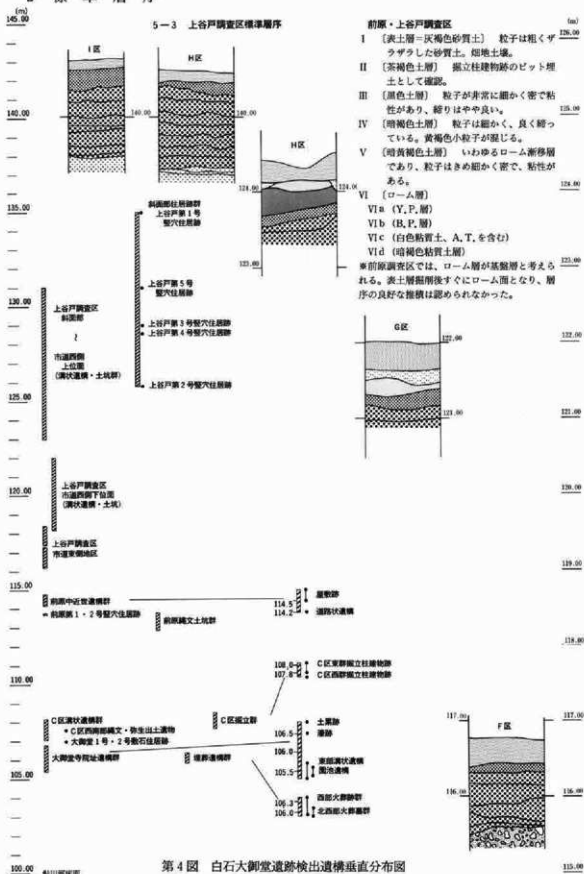 標準層序
5－3 上谷戸調査区標準層序
(m)
145.00
140.00
135.00
130.00
125.00
120.00
115.00
110.00
105.00
100.00
I区
140.00
H区
140.00
H区
124.00
124.00
123.00
前原・上谷戸調査区
I 〔表土層＝灰褐色砂質土〕 粒子は粗くザ
ラザラした砂質土。畑地土壌。
II 〔茶褐色土層〕 掘立柱建物跡のピット埋
土として確認。
III 〔黒色土層〕 粒子が非常に細かく密で粘
性があり、締りはやや良い。
IV 〔暗褐色土層〕 粒子は細かく、良く締っ
ている。黄褐色小粒子が混じる。
V 〔暗黄褐色土層〕 いわゆるローム漸移層
であり、粒子はきめ細かく密で、粘性が
ある。
VI 〔ローム層〕
VIa (Y.P.層)
VIb (B.P.層)
VIc (白色粘質土、A.T.を含む)
VId (暗褐色粘質土層)
※前原調査区では、ローム層が基盤層と考えら
れる。表土層掘削後すぐにローム面となり、層
序の良好な堆積は認められなかった。
(m)
126.00
125.00
124.00
123.00
122.00
121.00
120.00
119.00
118.00
117.00
116.00
115.00
G区
122.00
121.00
斜面部住居跡群
上谷戸第1号
竪穴住居跡
上谷戸第5号
竪穴住居跡
上谷戸第3号竪穴住居跡
上谷戸第4号竪穴住居跡
上谷戸第2号竪穴住居跡
上谷戸調査区
斜面部
～
市道西側
上位面
(溝状遺構・土坑群)
上谷戸調査区
市道西側下位面
(溝状遺構・土坑)
上谷戸調査区
市道東側地区
前原中近世遺構群
前原第1・2号竪穴住居跡
前原縄文土坑群
114.5
114.2
屋敷跡
道路状遺構
108.0
107.8
C区東群掘立柱建物跡
C区西群掘立柱建物跡
C区溝状遺構群
C区西南部縄文・弥生出土遺物
大御堂1・2号敷石住居跡
大御堂寺院址遺構群
C区掘立群
埋葬遺構群
106.5
106.0
105.5
土塁跡
濠跡
東部溝状遺構
園池遺構
106.3
106.0
西部火葬跡群
北西部火葬墓群
F区
117.00
116.00
第4図 白石大御堂遺跡検出遺構垂直分布図